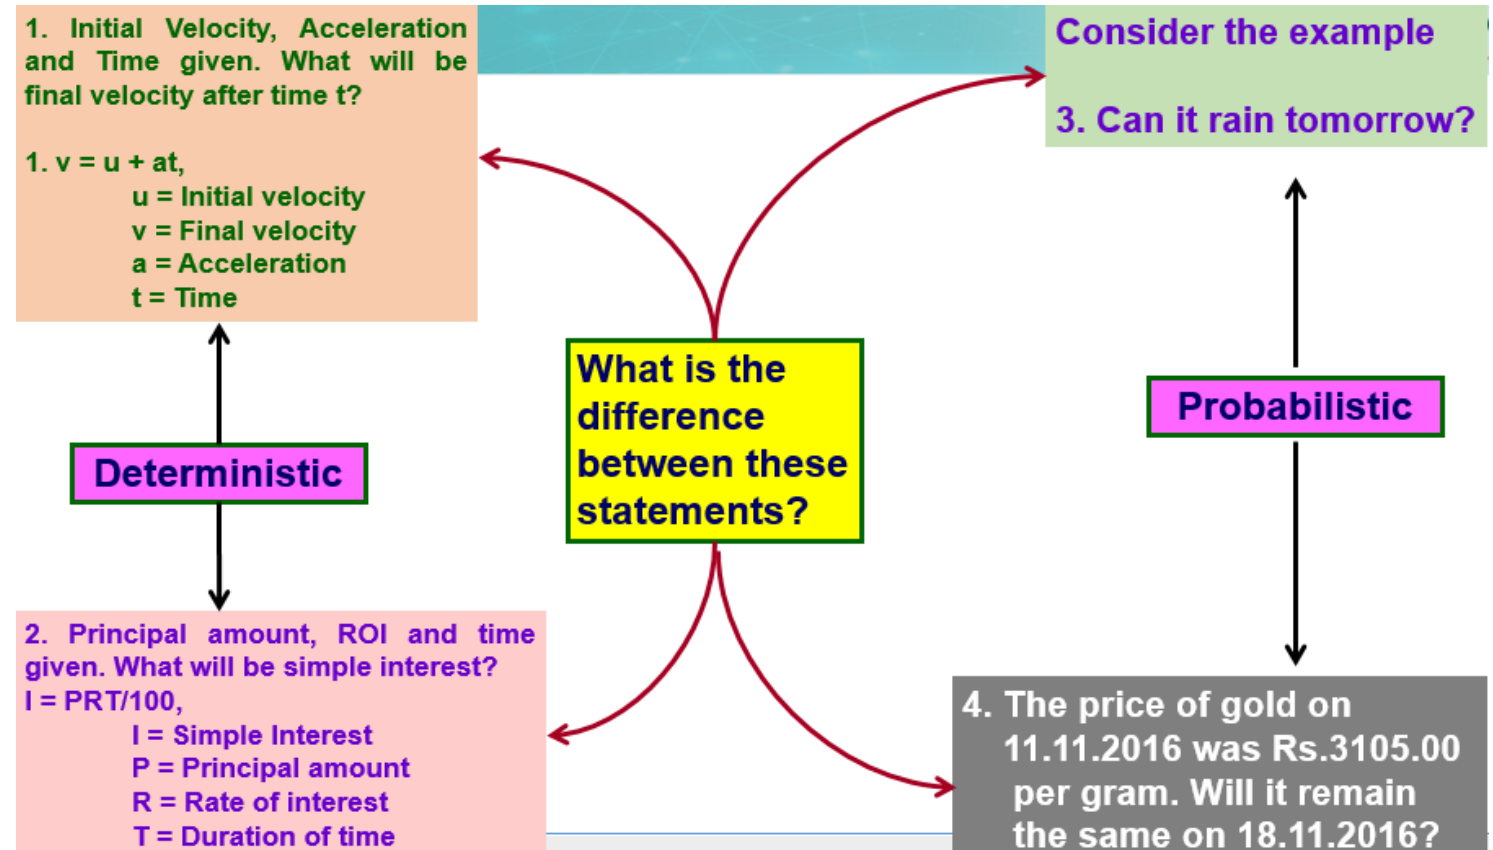 1. Initial Velocity, Acceleration
and Time given. What will be
final velocity after time t?
1. v = u + at,
u = Initial velocity
v = Final velocity
a = Acceleration
t = Time
Consider the example
3. Can it rain tomorrow?
What is the
difference
between these
statements?
Deterministic
Probabilistic
2. Principal amount, ROI and time
given. What will be simple interest?
I = PRT/100,
I = Simple Interest
P = Principal amount
R = Rate of interest
T = Duration of time
4. The price of gold on
11.11.2016 was Rs.3105.00
per gram. Will it remain
the same on 18.11.2016?